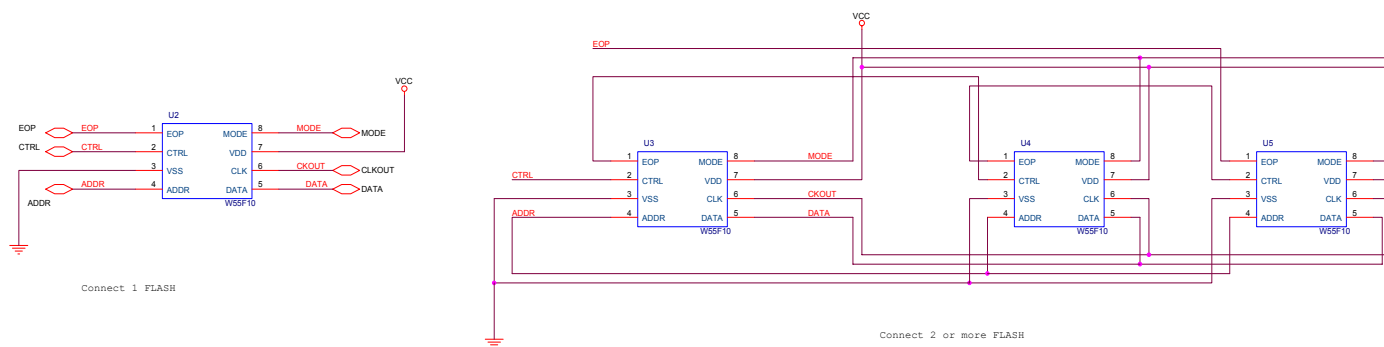 VCC
U2
EOP EOP 1 EOP MODE 8 MODE MODE
CTRL CTRL 2 CTRL VDD 7
3 VSS CLK 6 CKOUT CLKOUT
ADDR 4 ADDR DATA 5 DATA DATA
ADDR
W55F10
Connect 1 FLASH
VCC
EOP
U3
1 EOP MODE 8 MODE
CTRL 2 CTRL VDD 7
3 VSS CLK 6 CKOUT
ADDR 4 ADDR DATA 5 DATA
W55F10
U4
1 EOP MODE 8
2 CTRL VDD 7
3 VSS CLK 6
4 ADDR DATA 5
W55F10
U5
1 EOP MODE 8
2 CTRL VDD 7
3 VSS CLK 6
4 ADDR DATA 5
W55F10
Connect 2 or more FLASH